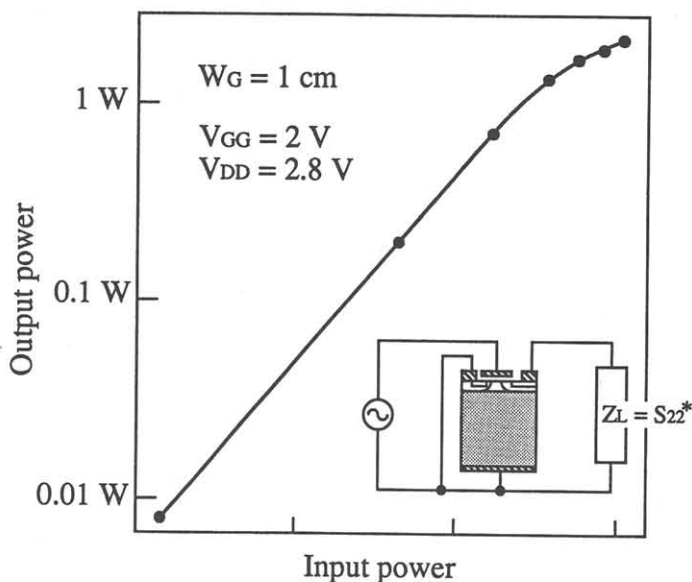 WG = 1 cm
VGG = 2 V
VDD = 2.8 V
1 W
0.1 W
0.01 W
Output power
ZL = S22*
Input power